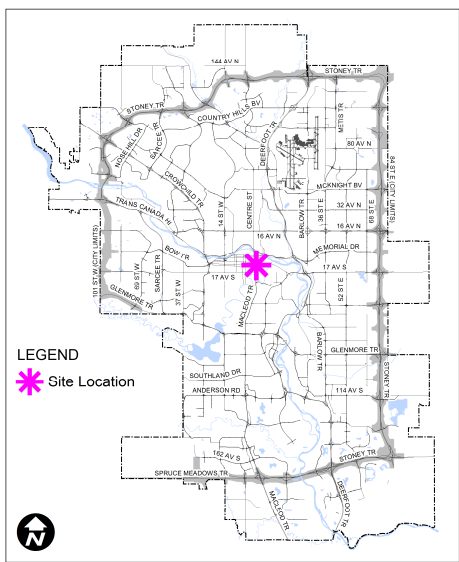 144 AV N
STONEY TR
STONEY TR
COUNTRY HILLS BV
NOSE HILL DR
SARCEE TR
DEERFOOT TR
METIS TR
80 AV N
CROWCHILD TR
MCKNIGHT BV
84 ST E (CITY LIMITS)
TRANS CANADA HI
14 ST W
CENTRE ST
BARLOW TR
36 ST E
32 AV N
68 ST E
16 AV N
16 AV N
101 ST W (CITY LIMITS)
BOW TR
MEMORIAL DR
69 ST W
SARCEE TR
17 AV S
17 AV S
37 ST W
MACLEOD TR
52 ST E
GLENMORE TR
BARLOW TR
GLENMORE TR
LEGEND
Site Location
SOUTHLAND DR
ANDERSON RD
114 AV S
STONEY TR
162 AV S
STONEY TR
SPRUCE MEADOWS TR
MACLEOD TR
DEERFOOT TR
N